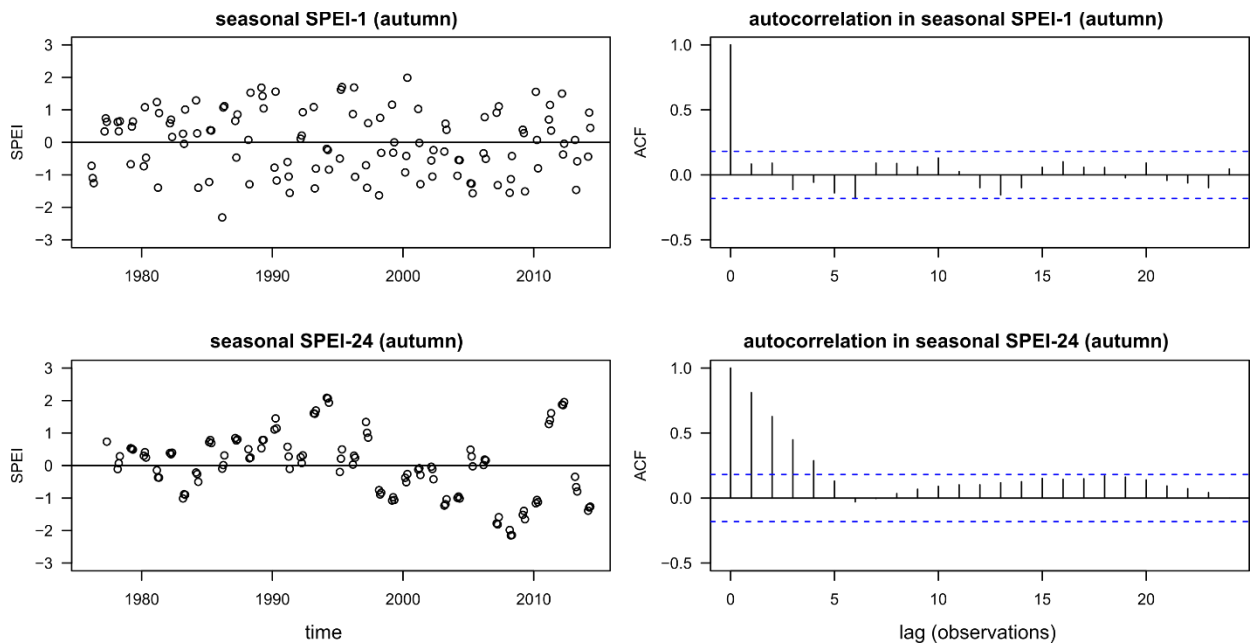 seasonal SPEI-1 (autumn)
SPEI
3
2
1
0
−1
−2
−3
1980 1990 2000 2010
autocorrelation in seasonal SPEI-1 (autumn)
ACF
1.0
0.5
0.0
−0.5
0 5 10 15 20
seasonal SPEI-24 (autumn)
SPEI
3
2
1
0
−1
−2
−3
1980 1990 2000 2010
time
autocorrelation in seasonal SPEI-24 (autumn)
ACF
1.0
0.5
0.0
−0.5
0 5 10 15 20
lag (observations)